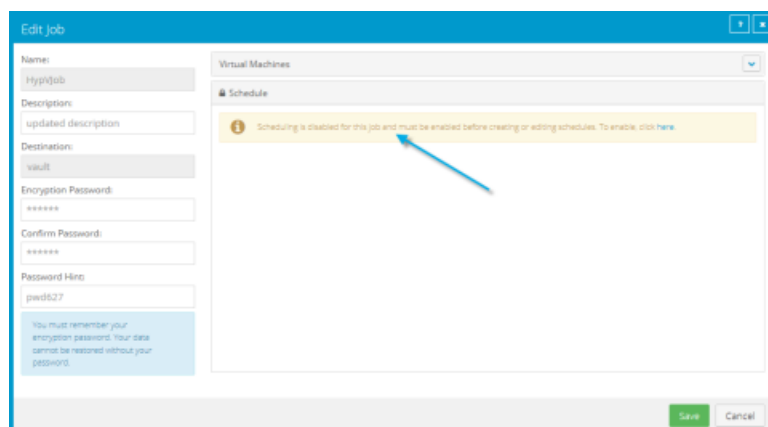 Edit Job
Name:
HypVJob
Description:
updated description
Destination:
vault
Encryption Password:
******
Confirm Password:
******
Password Hint:
pwd627
You must remember your
encryption password. Your data
cannot be restored without your
password.
Virtual Machines
Schedule
Scheduling is disabled for this job and must be enabled before creating or editing schedules. To enable, click here.
Save
Cancel